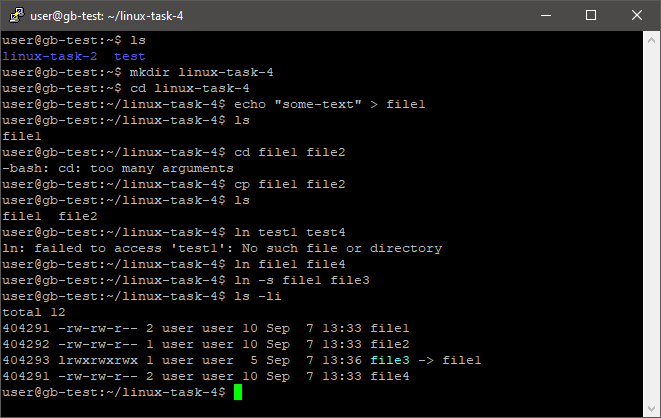 user@gb-test: ~/linux-task-4
user@gb-test:~$ ls
linux-task-2  test
user@gb-test:~$ mkdir linux-task-4
user@gb-test:~$ cd linux-task-4
user@gb-test:~/linux-task-4$ echo "some-text" > file1
user@gb-test:~/linux-task-4$ ls
file1
user@gb-test:~/linux-task-4$ cd file1 file2
-bash: cd: too many arguments
user@gb-test:~/linux-task-4$ cp file1 file2
user@gb-test:~/linux-task-4$ ls
file1  file2
user@gb-test:~/linux-task-4$ ln test1 test4
ln: failed to access 'test1': No such file or directory
user@gb-test:~/linux-task-4$ ln file1 file4
user@gb-test:~/linux-task-4$ ln -s file1 file3
user@gb-test:~/linux-task-4$ ls -li
total 12
404291 -rw-rw-r-- 2 user user 10 Sep  7 13:33 file1
404292 -rw-rw-r-- 1 user user 10 Sep  7 13:33 file2
404293 lrwxrwxrwx 1 user user  5 Sep  7 13:36 file3 -> file1
404291 -rw-rw-r-- 2 user user 10 Sep  7 13:33 file4
user@gb-test:~/linux-task-4$